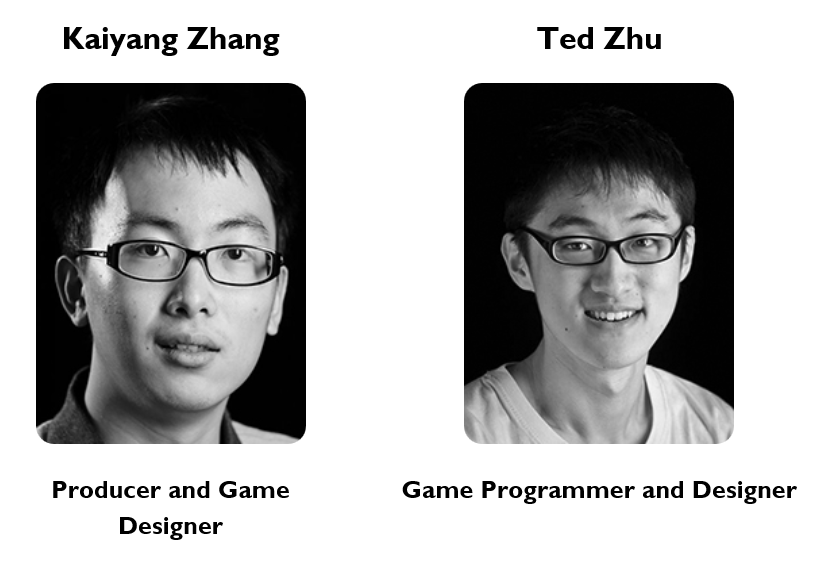 Kaiyang Zhang
Ted Zhu
Producer and Game
Designer
Game Programmer and Designer